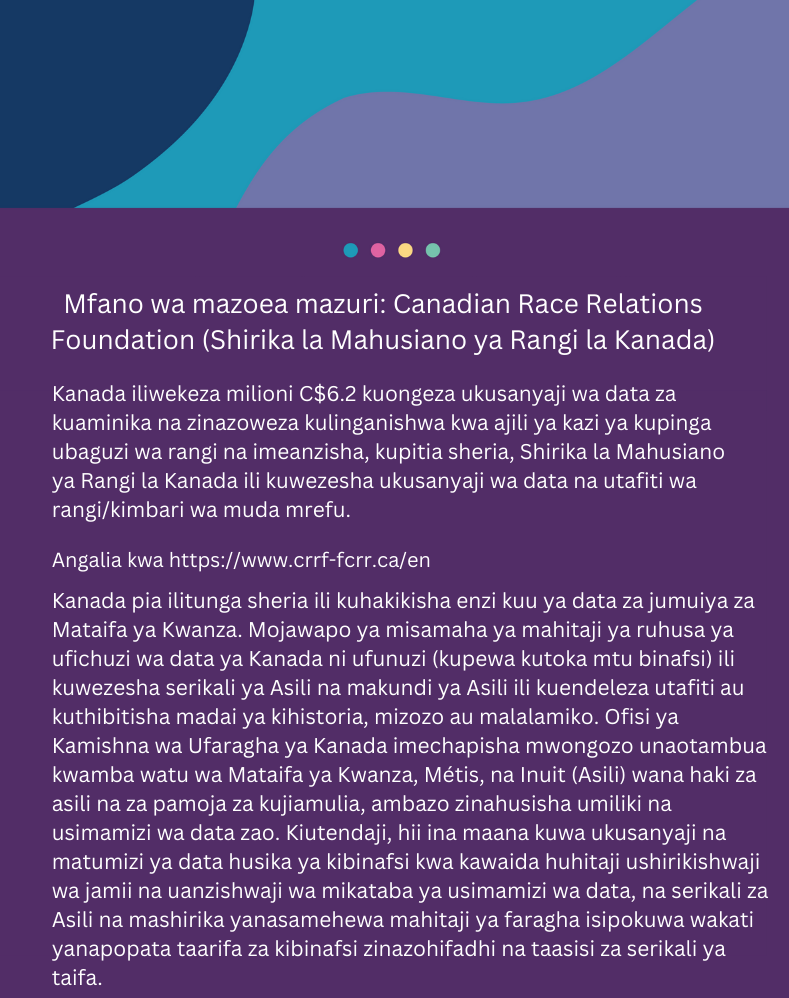 Mfano wa mazoea mazuri: Canadian Race Relations
Foundation (Shirika la Mahusiano ya Rangi la Kanada)
Kanada iliwekeza milioni C$6.2 kuongeza ukusanyaji wa data za
kuaminika na zinazoweza kulinganishwa kwa ajili ya kazi ya kupinga
ubaguzi wa rangi na imeanzisha, kupitia sheria, Shirika la Mahusiano
ya Rangi la Kanada ili kuwezesha ukusanyaji wa data na utafiti wa
rangi/kimbari wa muda mrefu.
Angalia kwa https://www.crrf-fcrr.ca/en
Kanada pia ilitunga sheria ili kuhakikisha enzi kuu ya data za jumuiya za
Mataifa ya Kwanza. Mojawapo ya misamaha ya mahitaji ya ruhusa ya
ufichuzi wa data ya Kanada ni ufunuzi (kupewa kutoka mtu binafsi) ili
kuwezesha serikali ya Asili na makundi ya Asili ili kuendeleza utafiti au
kuthibitisha madai ya kihistoria, mizozo au malalamiko. Ofisi ya
Kamishna wa Ufaragha ya Kanada imechapisha mwongozo unaotambua
kwamba watu wa Mataifa ya Kwanza, Métis, na Inuit (Asili) wana haki za
asili na za pamoja za kujiamulia, ambazo zinahusisha umiliki na
usimamizi wa data zao. Kiutendaji, hii ina maana kuwa ukusanyaji na
matumizi ya data husika ya kibinafsi kwa kawaida huhitaji ushirikishwaji
wa jamii na uanzishwaji wa mikataba ya usimamizi wa data, na serikali za
Asili na mashirika yanasamehewa mahitaji ya faragha isipokuwa wakati
yanapopata taarifa za kibinafsi zinazohifadhi na taasisi za serikali ya
taifa.